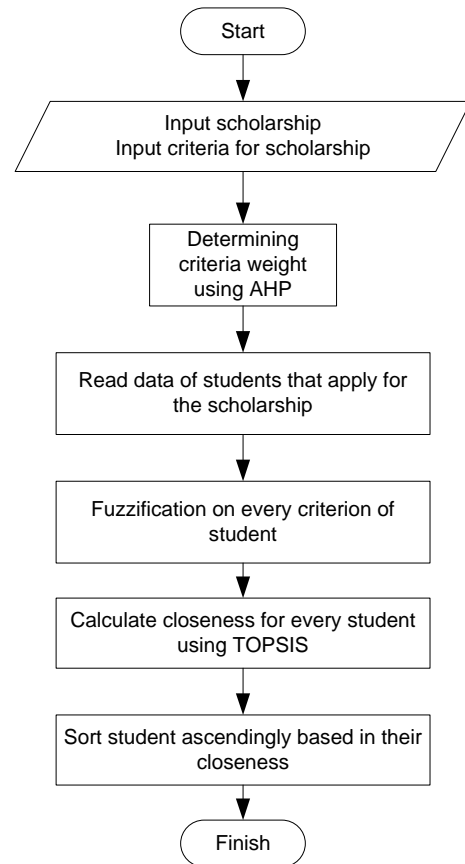 Start
Input scholarship
Input criteria for scholarship
Determining
criteria weight
using AHP
Read data of students that apply for
the scholarship
Fuzzification on every criterion of
student
Calculate closeness for every student
using TOPSIS
Sort student ascendingly based in their
closeness
Finish